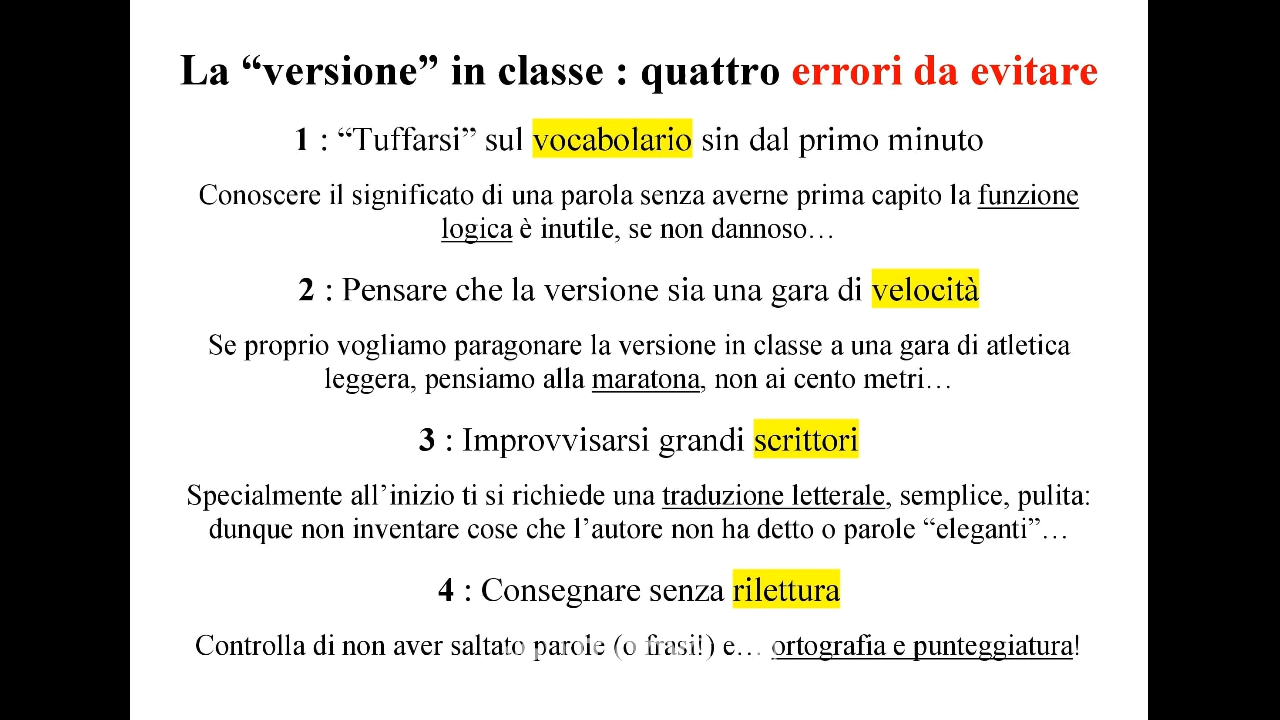 La “versione” in classe : quattro errori da evitare
1 : “Tuffarsi” sul vocabolario sin dal primo minuto
Conoscere il significato di una parola senza averne prima capito la funzione
logica è inutile, se non dannoso…
2 : Pensare che la versione sia una gara di velocità
Se proprio vogliamo paragonare la versione in classe a una gara di atletica
leggera, pensiamo alla maratona, non ai cento metri…
3 : Improvvisarsi grandi scrittori
Specialmente all’inizio ti si richiede una traduzione letterale, semplice, pulita:
dunque non inventare cose che l’autore non ha detto o parole “eleganti”…
4 : Consegnare senza rilettura
Controlla di non aver saltato parole (o frasi!) e… ortografia e punteggiatura!